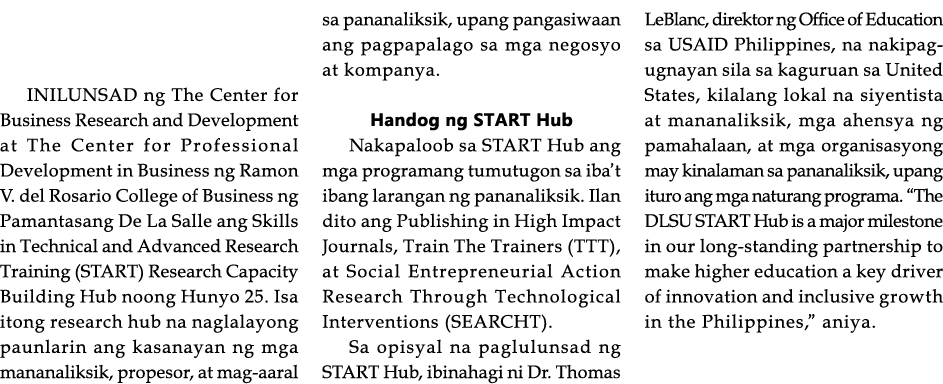 INILUNSAD ng The Center for
Business Research and Development
at The Center for Professional
Development in Business ng Ramon
V. del Rosario College of Business ng
Pamantasang De La Salle ang Skills
in Technical and Advanced Research
Training (START) Research Capacity
Building Hub noong Hunyo 25. Isa
itong research hub na naglalayong
paunlarin ang kasanayan ng mga
mananaliksik, propesor, at mag-aaral
sa pananaliksik, upang pangasiwaan
ang pagpapalago sa mga negosyo
at kompanya.
Handog ng START Hub
Nakapaloob sa START Hub ang
mga programang tumutugon sa iba't
ibang larangan ng pananaliksik. Ilan
dito ang Publishing in High Impact
Journals, Train The Trainers (TTT),
at Social Entrepreneurial Action
Research Through Technological
Interventions (SEARCHT).
Sa opisyal na paglulunsad ng
START Hub, ibinahagi ni Dr. Thomas
LeBlanc, direktor ng Office of Education
sa USAID Philippines, na nakipag-
ugnayan sila sa kaguruan sa United
States, kilalang lokal na siyentista
at mananaliksik, mga ahensya ng
pamahalaan, at mga organisasyong
may kinalaman sa pananaliksik, upang
ituro ang mga naturang programa. “The
DLSU START Hub is a major milestone
in our long-standing partnership to
make higher education a key driver
of innovation and inclusive growth
in the Philippines,” aniya.